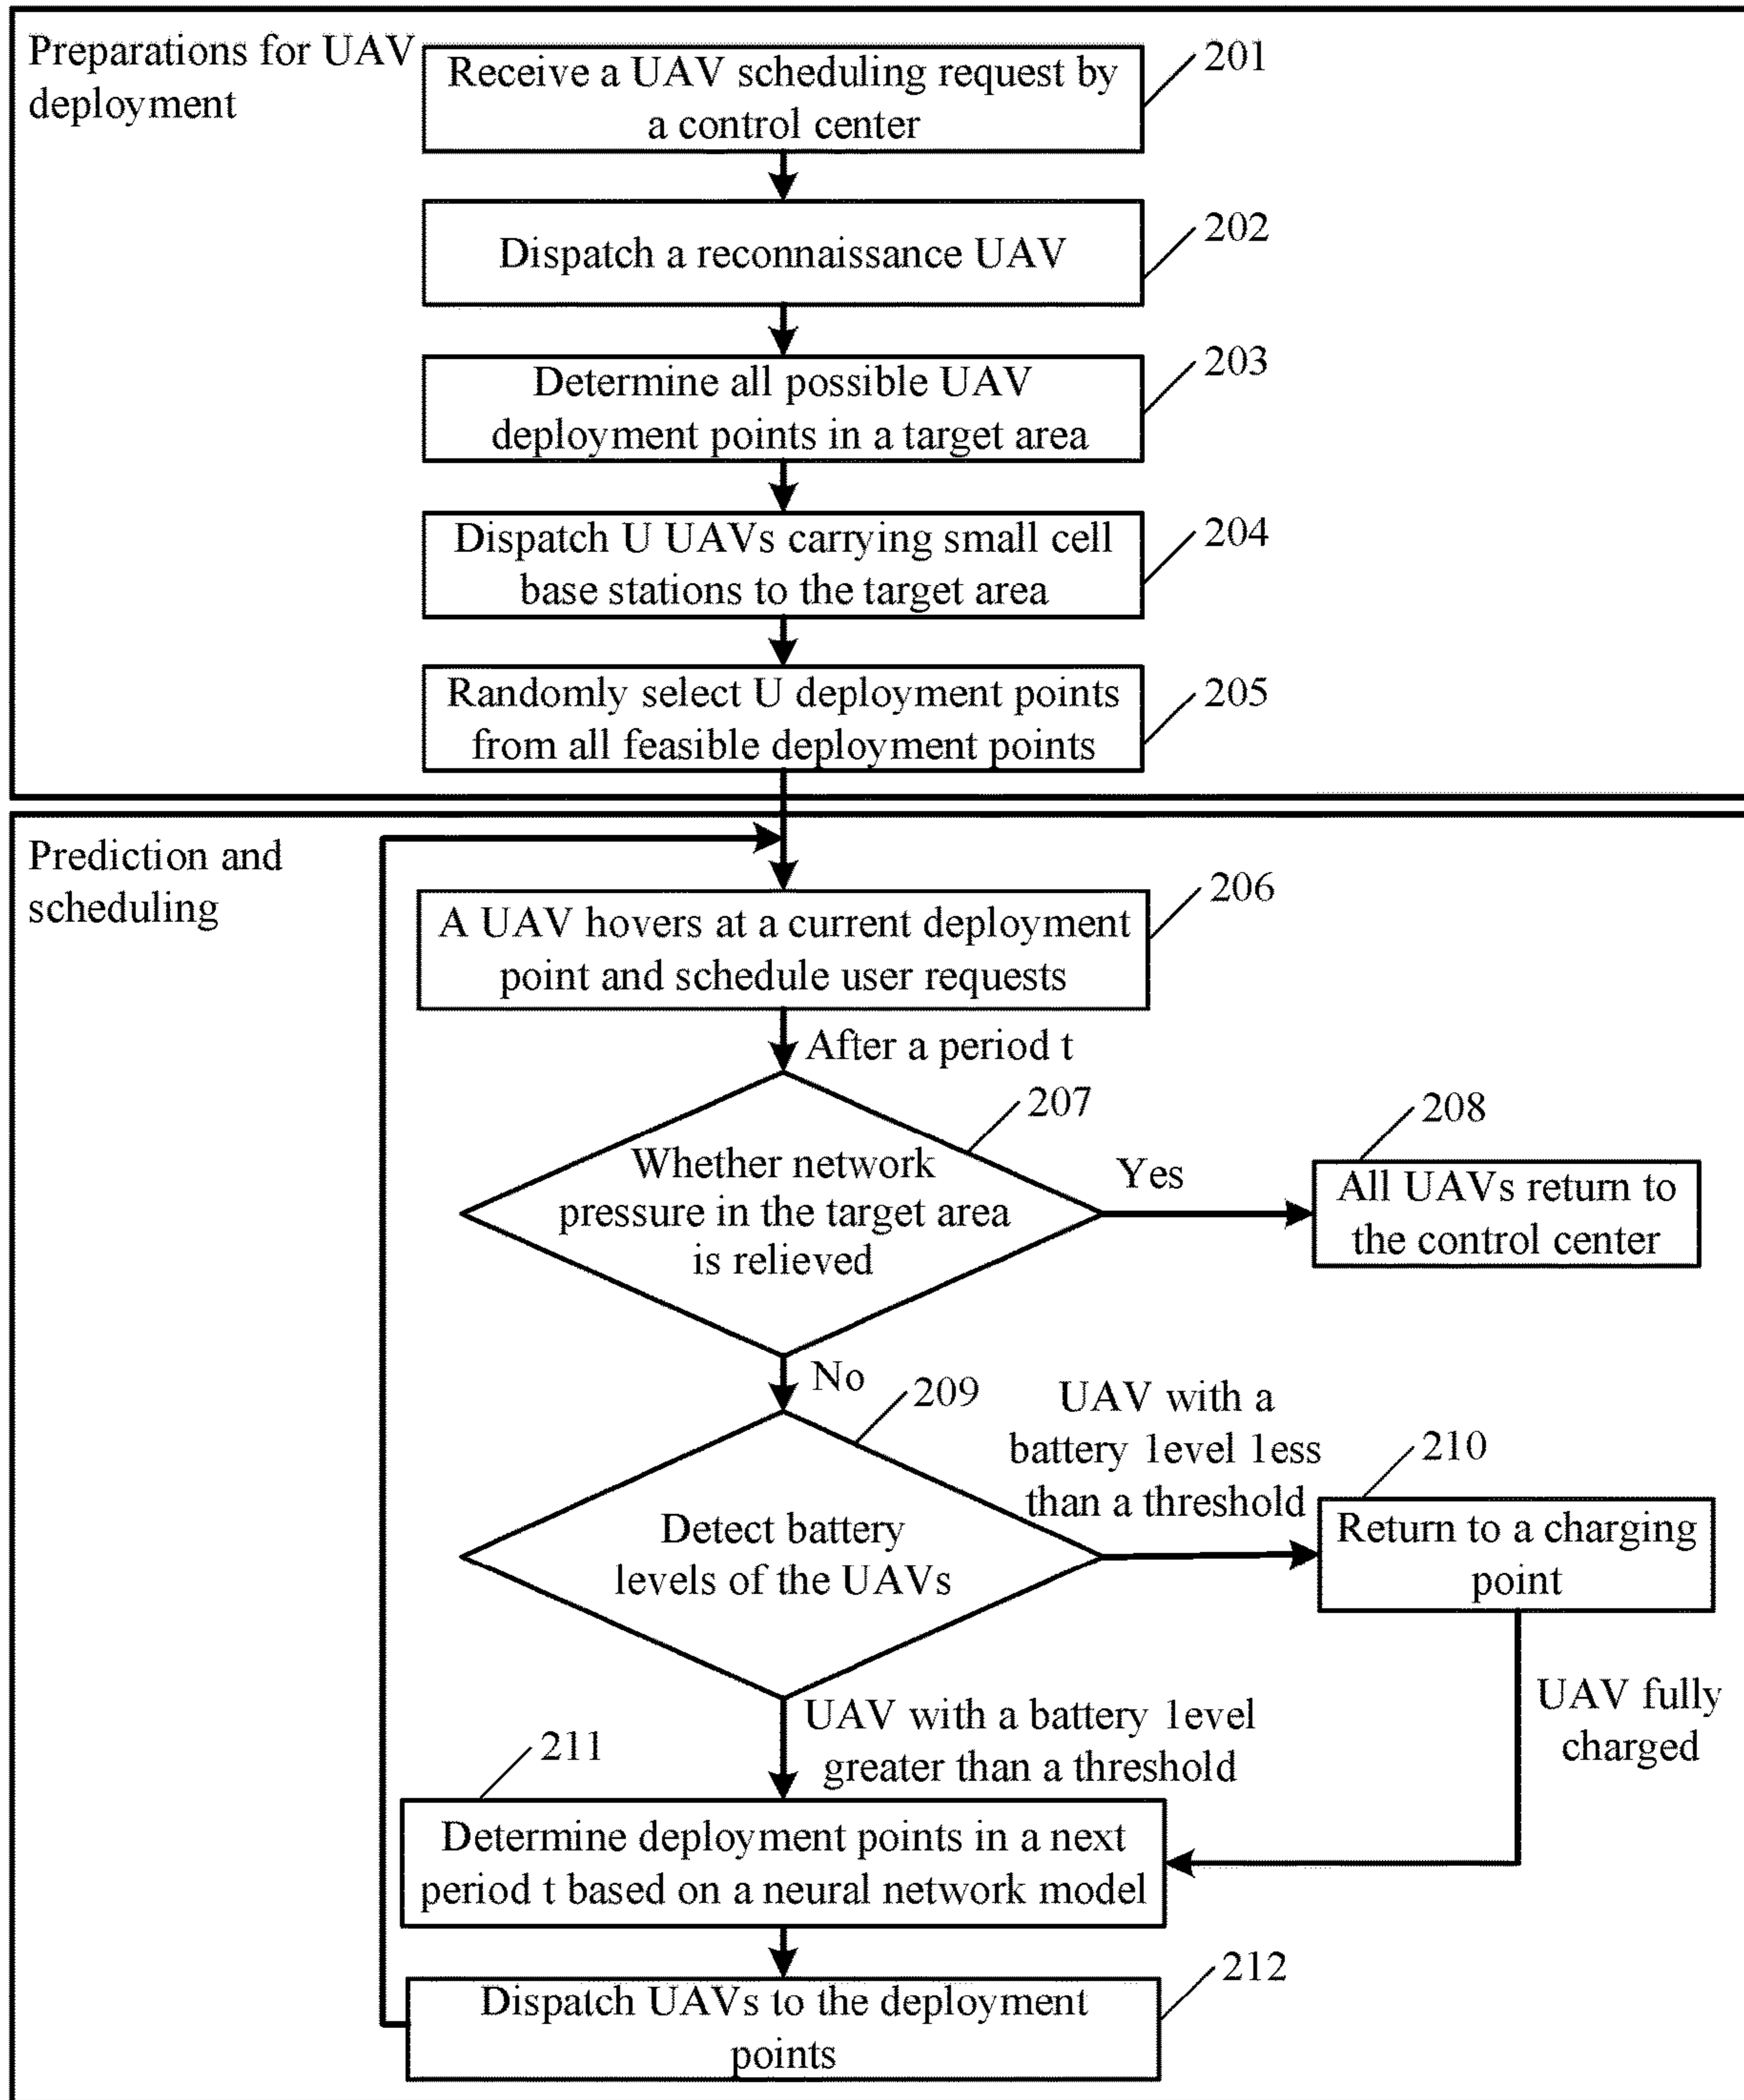 Preparations for UAV
deployment
Receive a UAV scheduling request by
a control center
201
Dispatch a reconnaissance UAV
202
Determine all possible UAV
deployment points in a target area
203
Dispatch U UAVs carrying small cell
base stations to the target area
204
Randomly select U deployment points
from all feasible deployment points
205
Prediction and
scheduling
A UAV hovers at a current deployment
point and schedule user requests
206
After a period t
Whether network
pressure in the target area
is relieved
207
Yes
All UAVs return to
the control center
208
No
Detect battery
levels of the UAVs
209
UAV with a
battery level less
than a threshold
Return to a charging
point
210
UAV with a battery level
greater than a threshold
UAV fully
charged
Determine deployment points in a next
period t based on a neural network model
211
Dispatch UAVs to the deployment
points
212